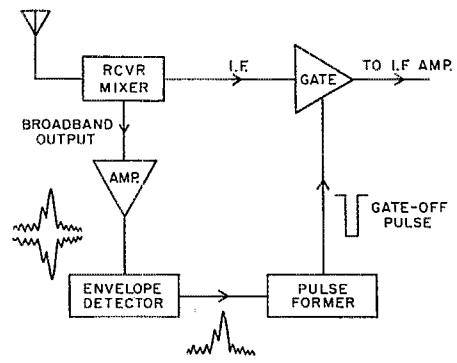 RCVR
MIXER
I.F.
GATE
TO I.F. AMP.
BROADBAND
OUTPUT
AMP.
GATE-OFF
PULSE
ENVELOPE
DETECTOR
PULSE
FORMER